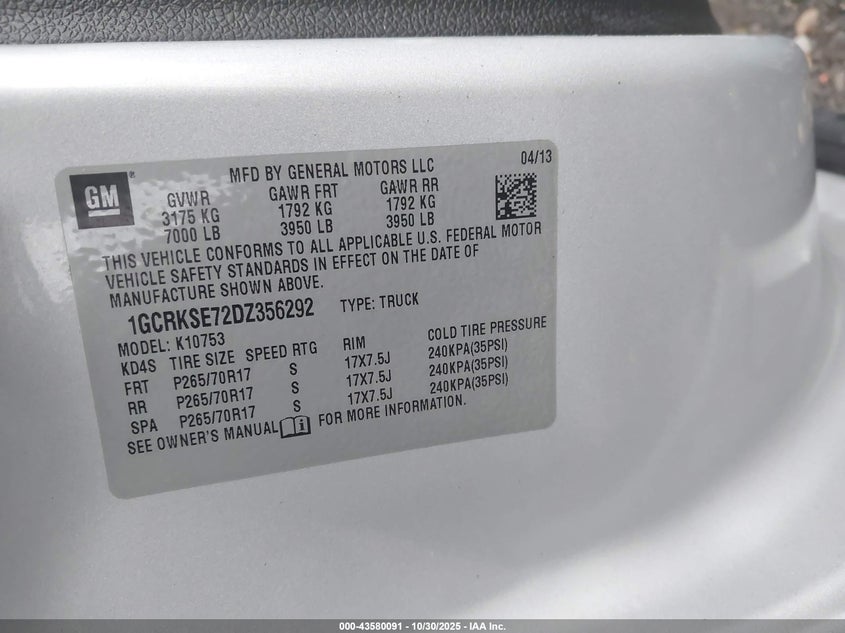 GM
®
MFD BY GENERAL MOTORS LLC
04/13
GVWR GAWR FRT GAWR RR
3175 KG 1792 KG 1792 KG
7000 LB 3950 LB 3950 LB
THIS VEHICLE CONFORMS TO ALL APPLICABLE U.S. FEDERAL MOTOR
VEHICLE SAFETY STANDARDS IN EFFECT ON THE DATE OF
MANUFACTURE SHOWN ABOVE.
1GCRKSE72DZ356292 TYPE: TRUCK
MODEL: K10753
KD4S TIRE SIZE SPEED RTG RIM COLD TIRE PRESSURE
FRT P265/70R17 S 17X7.5J 240KPA(35PSI)
RR P265/70R17 S 17X7.5J 240KPA(35PSI)
SPA P265/70R17 S 17X7.5J 240KPA(35PSI)
SEE OWNER'S MANUAL i FOR MORE INFORMATION.
000-43580091 - 10/30/2025 - IAA Inc.